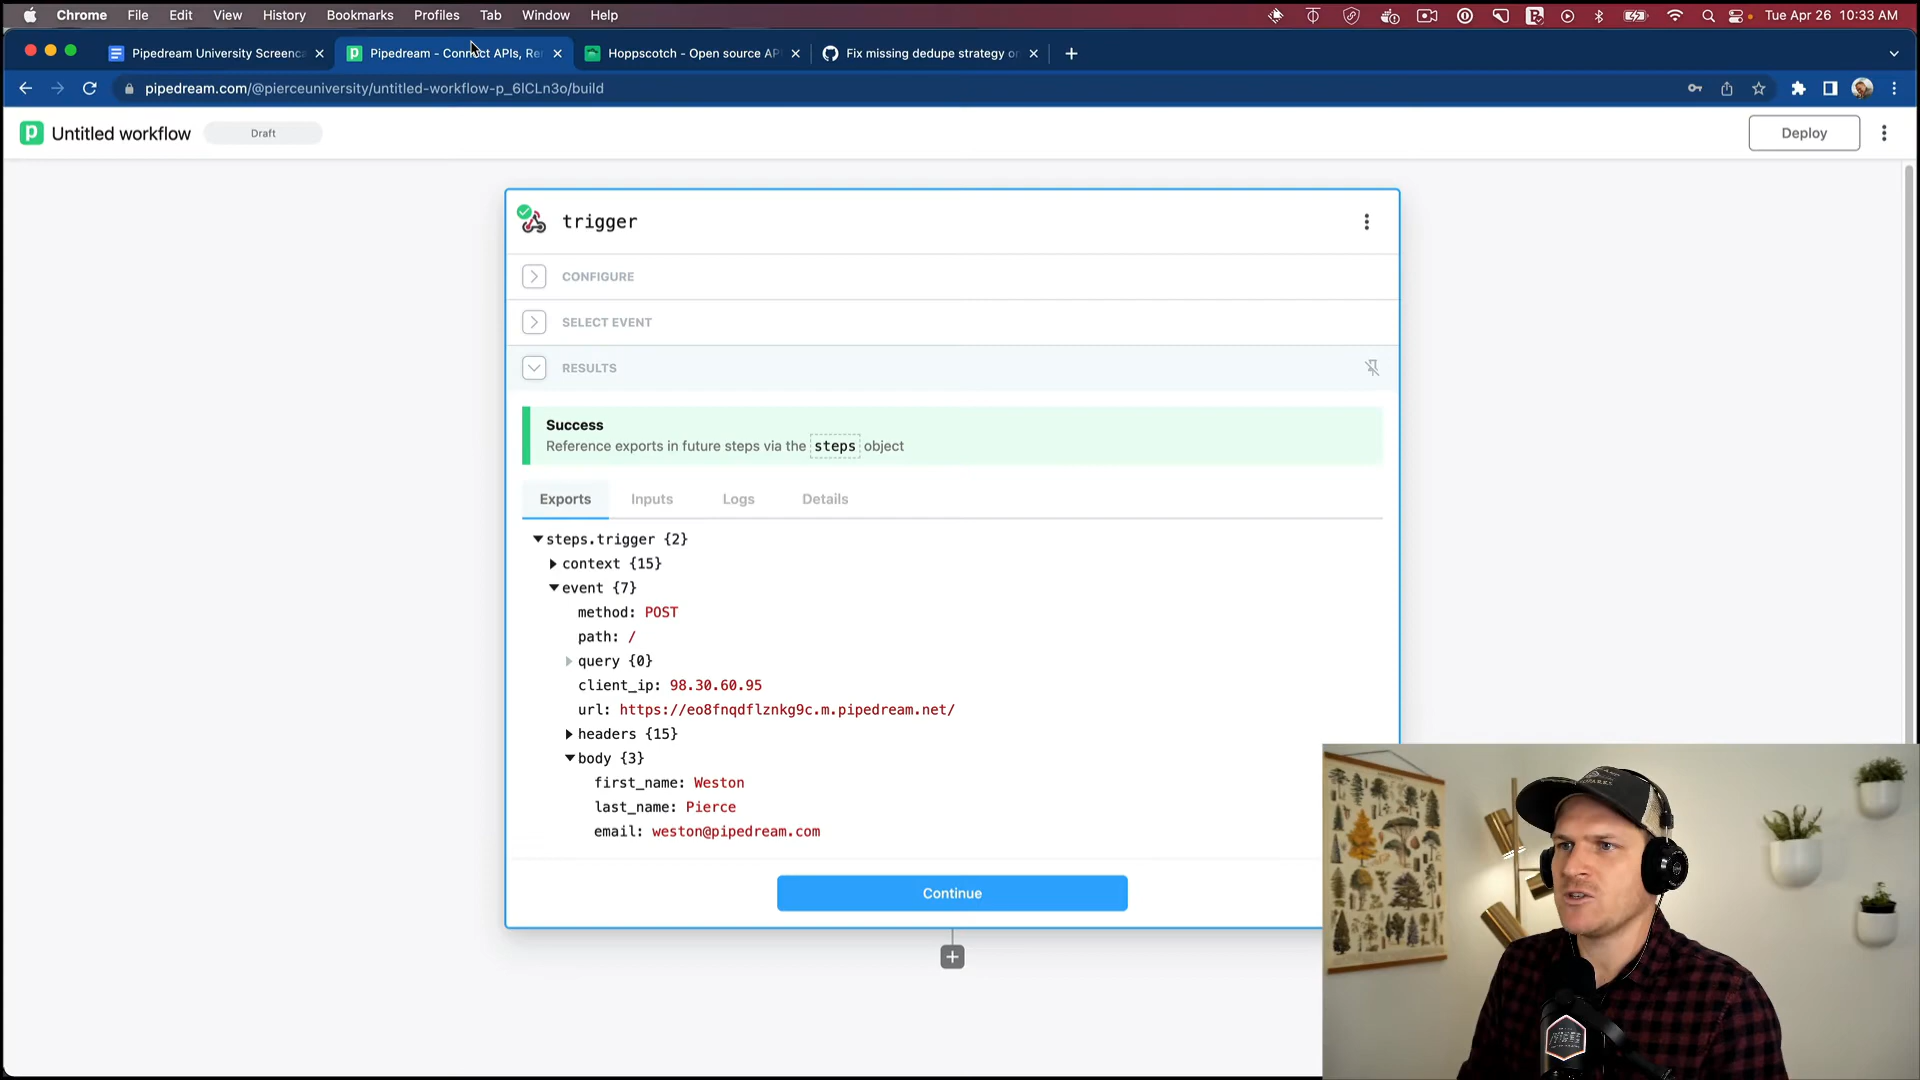 Chrome File Edit View History Bookmarks Profiles Tab Window Help Tue Apr 26 10:33 AM
Pipedream University Screenca
Pipedream - Connect APIs, Re
Hoppscotch - Open source AP
Fix missing dedupe strategy o
pipedream.com/@pierceuniversity/untitled-workflow-p_6lCLn3o/build
p Untitled workflow Draft Deploy
trigger
CONFIGURE
SELECT EVENT
RESULTS
Success
Reference exports in future steps via the steps object
Exports Inputs Logs Details
steps.trigger {2}
context {15}
event {7}
method: POST
path: /
query {0}
client_ip: 98.30.60.95
url: https://eo8fnqdflznkg9c.m.pipedream.net/
headers {15}
body {3}
first_name: Weston
last_name: Pierce
email: weston@pipedream.com
Continue